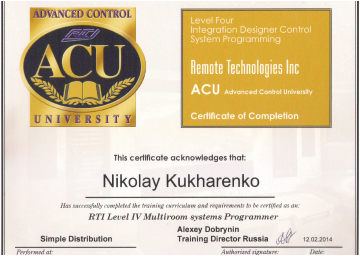 ADVANCED CONTROL
ACU
UNIVERSITY
Level Four
Integration Designer Control
System Programming
Remote Technologies Inc
ACU Advanced Control University
Certificate of Completion
This certificate acknowledges that:
Nikolay Kukharenko
Has successfully completed the training curriculum and requirements to be certified as an:
RTI Level IV Multiroom systems Programmer
Simple Distribution
Alexey Dobrynin
Training Director Russia
12.02.2014
Performed at:
Authorized signature:
Date: